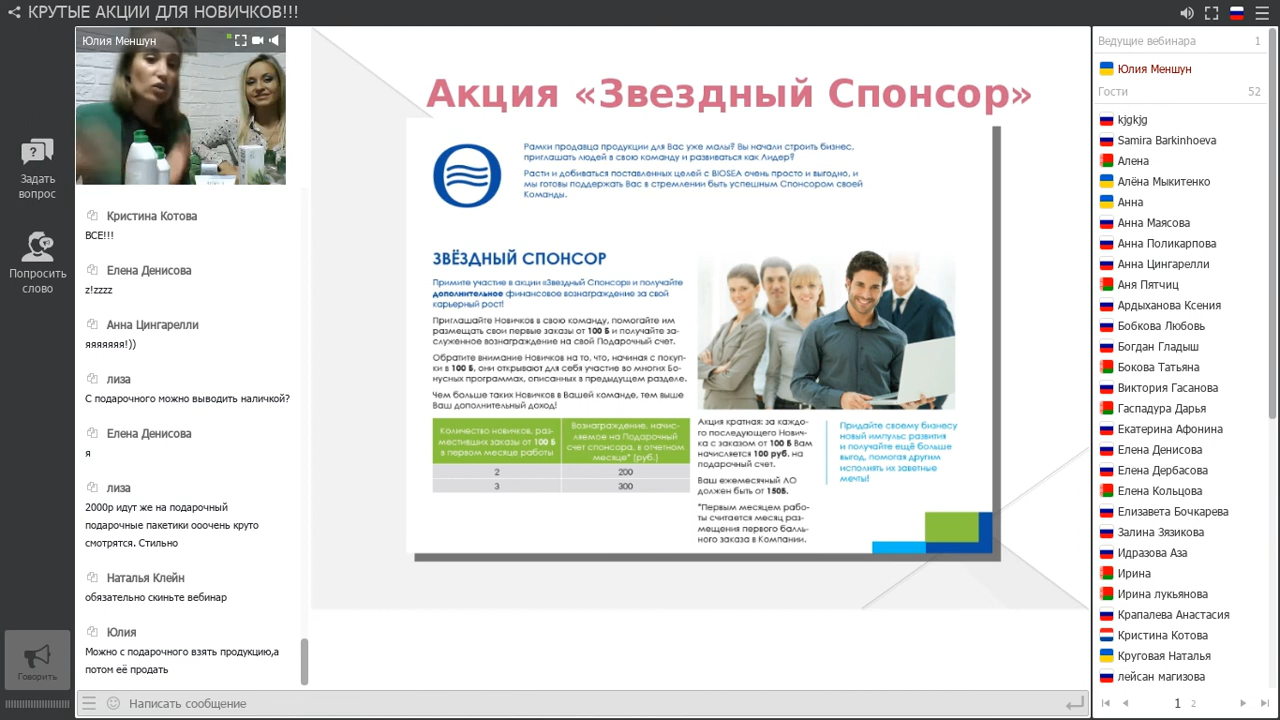 КРУТЫЕ АКЦИИ ДЛЯ НОВИЧКОВ!!!
Юлия Меншун
Задать
вопрос
Попросить
слово
Говорить
Кристина Котова
ВСЕ!!!
Елена Денисова
z!zzzz
Анна Цингарелли
яяяяяяя!))
лиза
С подарочного можно выводить наличкой?
Елена Денисова
я
лиза
2000р идут же на подарочный
подарочные пакетики ооочень круто
смотрятся. Стильно
Наталья Клейн
обязательно скиньте вебинар
Юлия
Можно с подарочного взять продукцию,а
потом её продать
Написать сообщение
Акция «Звездный Спонсор»
Рамки продавца продукции для Вас уже малы? Вы начали строить бизнес,
приглашать людей в свою команду и развиваться как Лидер?
Расти и добиваться поставленных целей с BIOSEA очень просто и выгодно, и
мы готовы поддержать Вас в стремлении быть успешным Спонсором своей
Команды.
ЗВЁЗДНЫЙ СПОНСОР
Примите участие в акции «Звездный Спонсор» и получайте
дополнительное финансовое вознаграждение за свой
карьерный рост!
Приглашайте Новичков в свою команду, помогайте им
размещать свои первые заказы от 100 Б и получайте за-
служенное вознаграждение на свой Подарочный счет.
Обратите внимание Новичков на то, что, начиная с покуп-
ки в 100 Б, они открывают для себя участие во многих Бо-
нусных программах, описанных в предыдущем разделе.
Чем больше таких Новичков в Вашей команде, тем выше
Ваш дополнительный доход!
Количество новичков, раз-
местивших заказы от 100 Б
в первом месяце работы
Вознаграждение, начис-
ляемое на Подарочный
счет спонсора, в отчетном
месяце* (руб.)
2 200
3 300
Акция кратная: за каждо-
го последующего Нович-
ка с заказом от 100 Б Вам
начисляется 100 руб. на
подарочный счет.
Ваш ежемесячный ЛО
должен быть от 150Б.
*Первым месяцем рабо-
ты считается месяц раз-
мещения первого балль-
ного заказа в Компании.
Придайте своему бизнесу
новый импульс развития
и получайте ещё больше
выгод, помогая другим
исполнять их заветные
мечты!
Ведущие вебинара 1
Юлия Меншун
Гости 52
kjgkjg
Samira Barkinhoeva
Алена
Алёна Мыкитенко
Анна
Анна Маясова
Анна Поликарпова
Анна Цингарелли
Аня Пятчиц
Ардыханова Ксения
Бобкова Любовь
Богдан Гладыш
Бокова Татьяна
Виктория Гасанова
Гаспадура Дарья
Екатерина Афонина
Елена Денисова
Елена Дербасова
Елена Кольцова
Елизавета Бочкарева
Залина Зязикова
Идразова Аза
Ирина
Ирина лукьянова
Крапалева Анастасия
Кристина Котова
Круговая Наталья
лейсан магизова
1 2